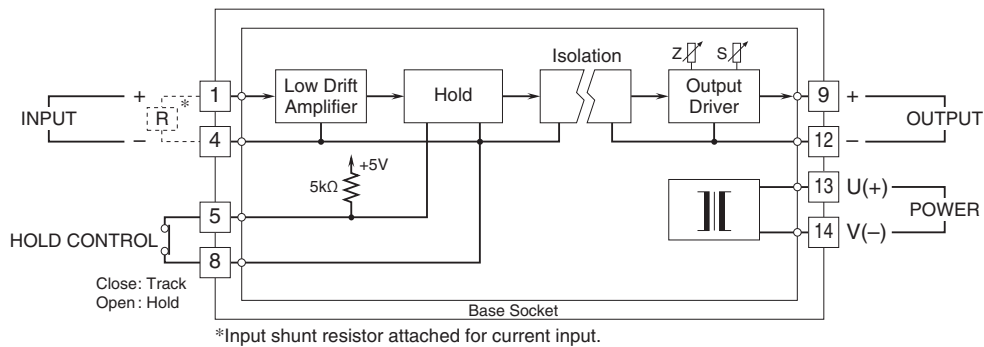 Isolation
Z
S
1
Low Drift
Amplifier
Hold
Output
Driver
9
+
+
*
INPUT
R
OUTPUT
–
4
12
–
+5V
5kΩ
13
U(+)
5
POWER
HOLD CONTROL
14
V(–)
8
Close: Track
Open : Hold
Base Socket
*Input shunt resistor attached for current input.